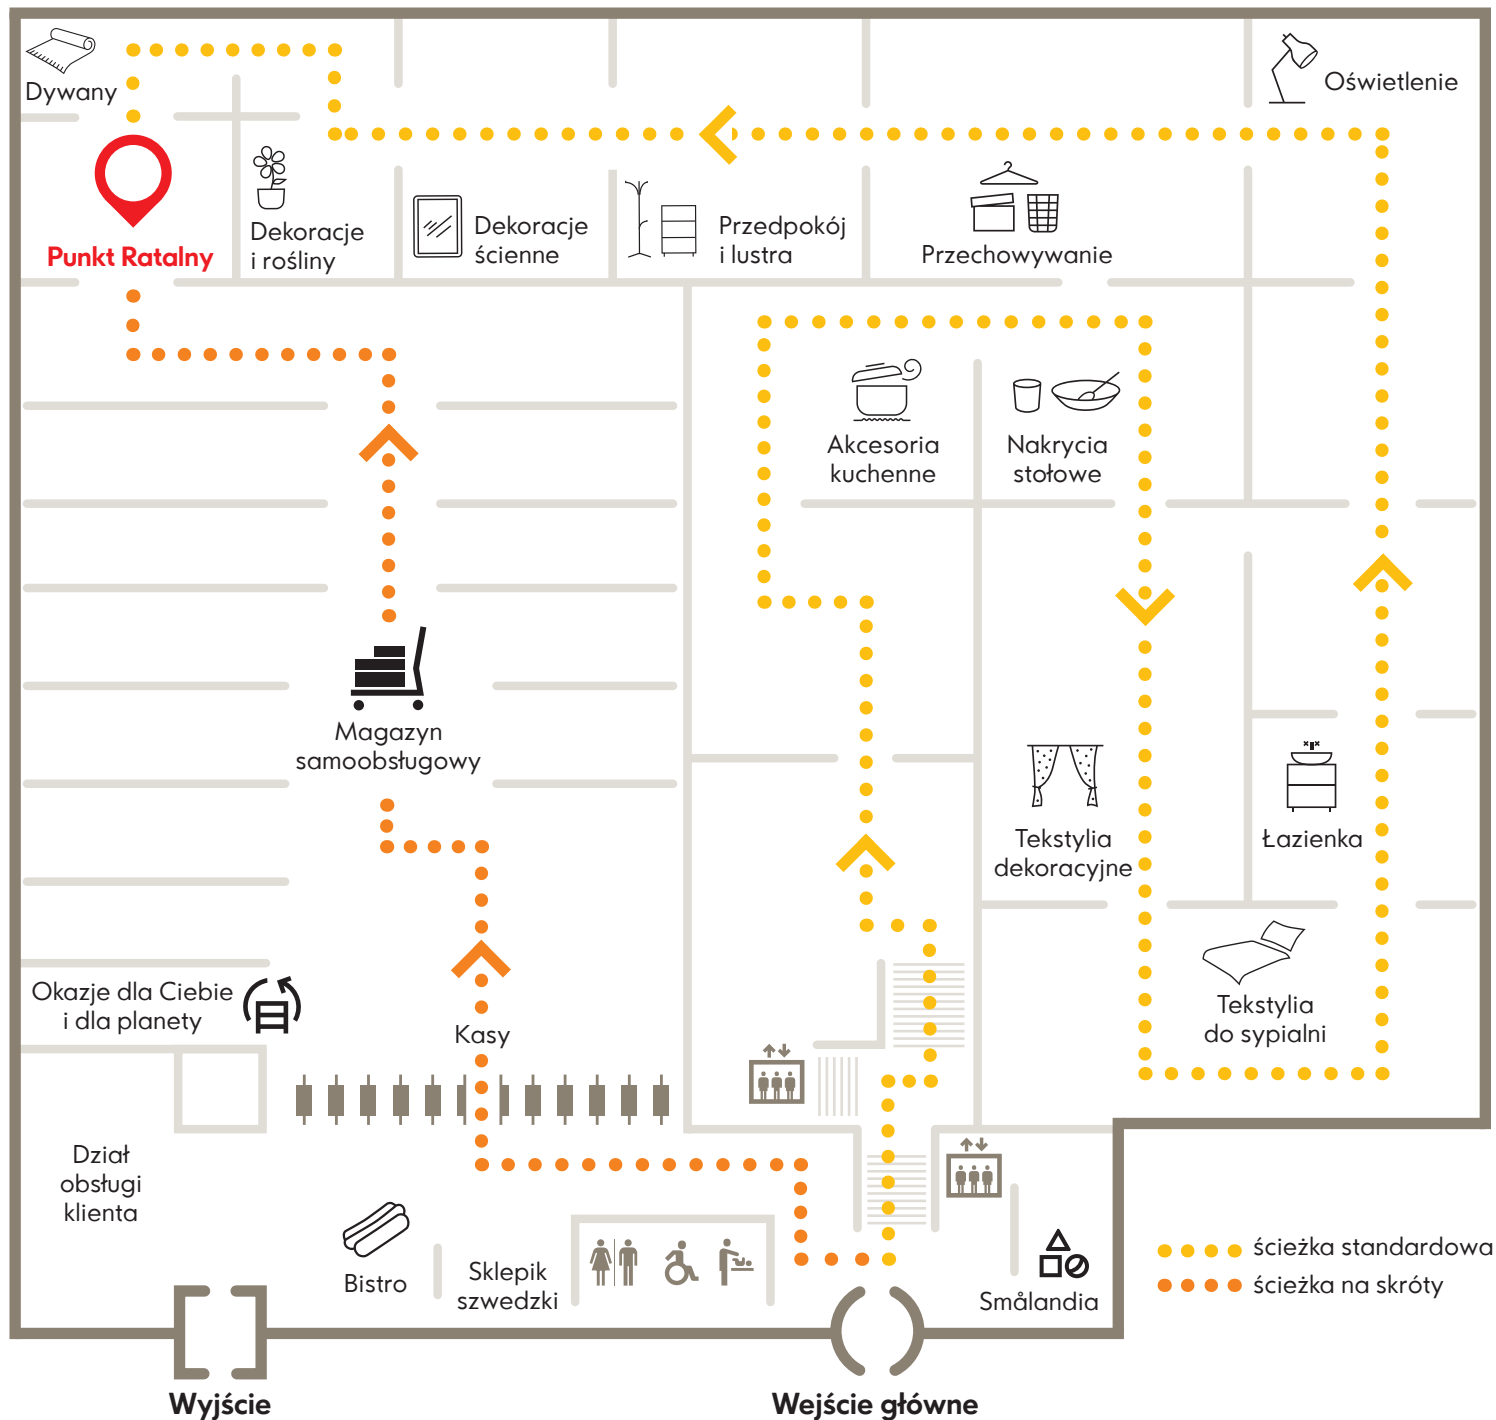 Dywany
Oświetlenie
Punkt Ratalny
Dekoracje
i rośliny
Dekoracje
ścienne
Przedpokój
i lustra
Przechowywanie
Akcesoria
kuchenne
Nakrycia
stołowe
Magazyn
samoobsługowy
Tekstylia
dekoracyjne
Łazienka
Okazje dla Ciebie
i dla planety
Kasy
Tekstylia
do sypialni
Dział
obsługi
klienta
Bistro
Sklepik
szwedzki
Smålandia
ścieżka standardowa
ścieżka na skróty
Wyjście
Wejście główne